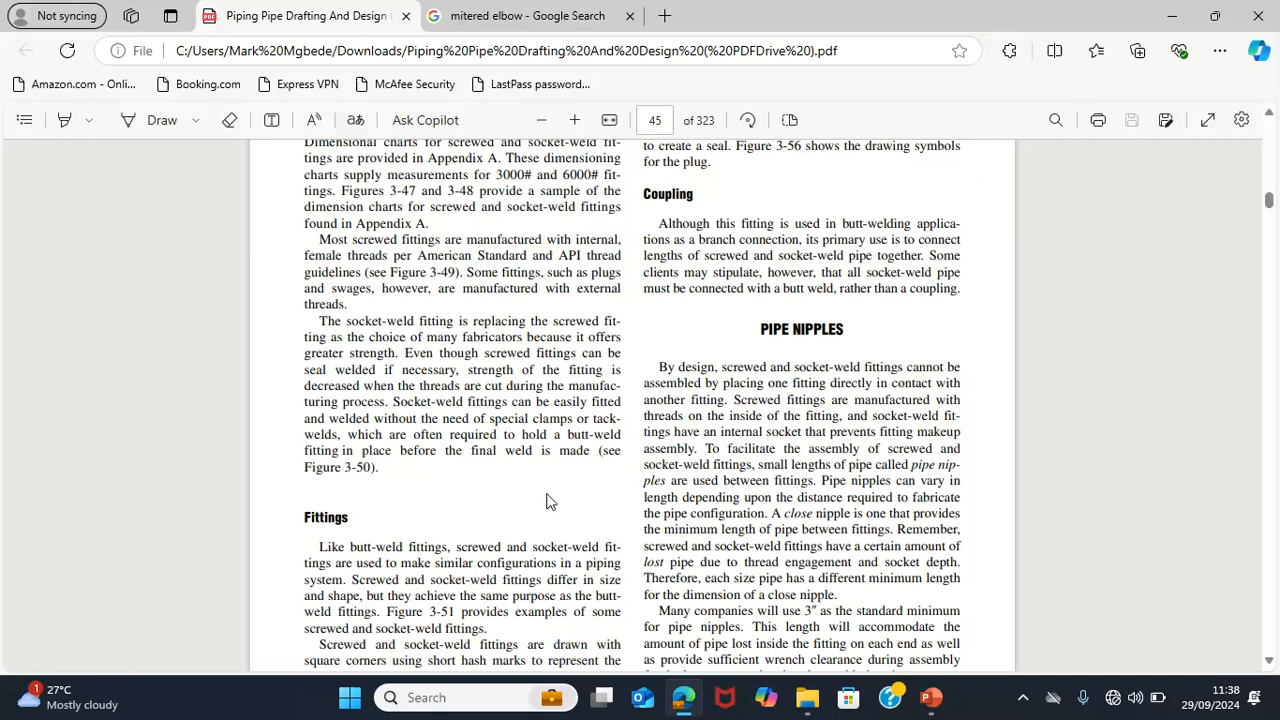 Not syncing
Piping Pipe Drafting And Design (
mitered elbow - Google Search
File
C:/Users/Mark%20Mgbede/Downloads/Piping%20Pipe%20Drafting%20And%20Design%20(%20PDFDrive%20).pdf
Amazon.com - Onli...
Booking.com
Express VPN
McAfee Security
LastPass password...
Draw
Ask Copilot
45
of 323
Dimensional charts for screwed and socket-weld fit-
tings are provided in Appendix A. These dimensioning
charts supply measurements for 3000# and 6000# fit-
tings. Figures 3-47 and 3-48 provide a sample of the
dimension charts for screwed and socket-weld fittings
found in Appendix A.
Most screwed fittings are manufactured with internal,
female threads per American Standard and API thread
guidelines (see Figure 3-49). Some fittings, such as plugs
and swages, however, are manufactured with external
threads.
The socket-weld fitting is replacing the screwed fit-
ting as the choice of many fabricators because it offers
greater strength. Even though screwed fittings can be
seal welded if necessary, strength of the fitting is
decreased when the threads are cut during the manufac-
turing process. Socket-weld fittings can be easily fitted
and welded without the need of special clamps or tack-
welds, which are often required to hold a butt-weld
fitting in place before the final weld is made (see
Figure 3-50).
Fittings
Like butt-weld fittings, screwed and socket-weld fit-
tings are used to make similar configurations in a piping
system. Screwed and socket-weld fittings differ in size
and shape, but they achieve the same purpose as the butt-
weld fittings. Figure 3-51 provides examples of some
screwed and socket-weld fittings.
Screwed and socket-weld fittings are drawn with
square corners using short hash marks to represent the
to create a seal. Figure 3-56 shows the drawing symbols
for the plug.
Coupling
Although this fitting is used in butt-welding applica-
tions as a branch connection, its primary use is to connect
lengths of screwed and socket-weld pipe together. Some
clients may stipulate, however, that all socket-weld pipe
must be connected with a butt weld, rather than a coupling.
PIPE NIPPLES
By design, screwed and socket-weld fittings cannot be
assembled by placing one fitting directly in contact with
another fitting. Screwed fittings are manufactured with
threads on the inside of the fitting, and socket-weld fit-
tings have an internal socket that prevents fitting makeup
assembly. To facilitate the assembly of screwed and
socket-weld fittings, small lengths of pipe called pipe nip-
ples are used between fittings. Pipe nipples can vary in
length depending upon the distance required to fabricate
the pipe configuration. A close nipple is one that provides
the minimum length of pipe between fittings. Remember,
screwed and socket-weld fittings have a certain amount of
lost pipe due to thread engagement and socket depth.
Therefore, each size pipe has a different minimum length
for the dimension of a close nipple.
Many companies will use 3″ as the standard minimum
for pipe nipples. This length will accommodate the
amount of pipe lost inside the fitting on each end as well
as provide sufficient wrench clearance during assembly
1
27°C
Mostly cloudy
Search
11:38
29/09/2024